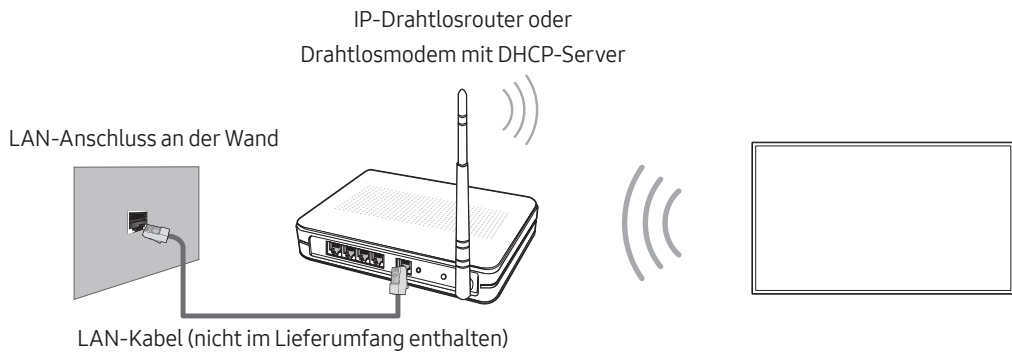 IP-Drahtlosrouter oder
Drahtlosmodem mit DHCP-Server
LAN-Anschluss an der Wand
LAN-Kabel (nicht im Lieferumfang enthalten)